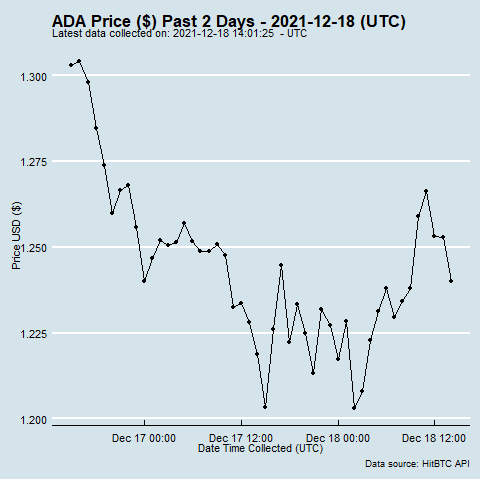 ADA Price ($) Past 2 Days - 2021-12-18 (UTC)
Latest data collected on: 2021-12-18 14:01:25  - UTC
1.300
1.275
1.250
1.225
1.200
Price USD ($)
Dec 17 00:00 Dec 17 12:00 Dec 18 00:00 Dec 18 12:00
Date Time Collected (UTC)
Data source: HitBTC API